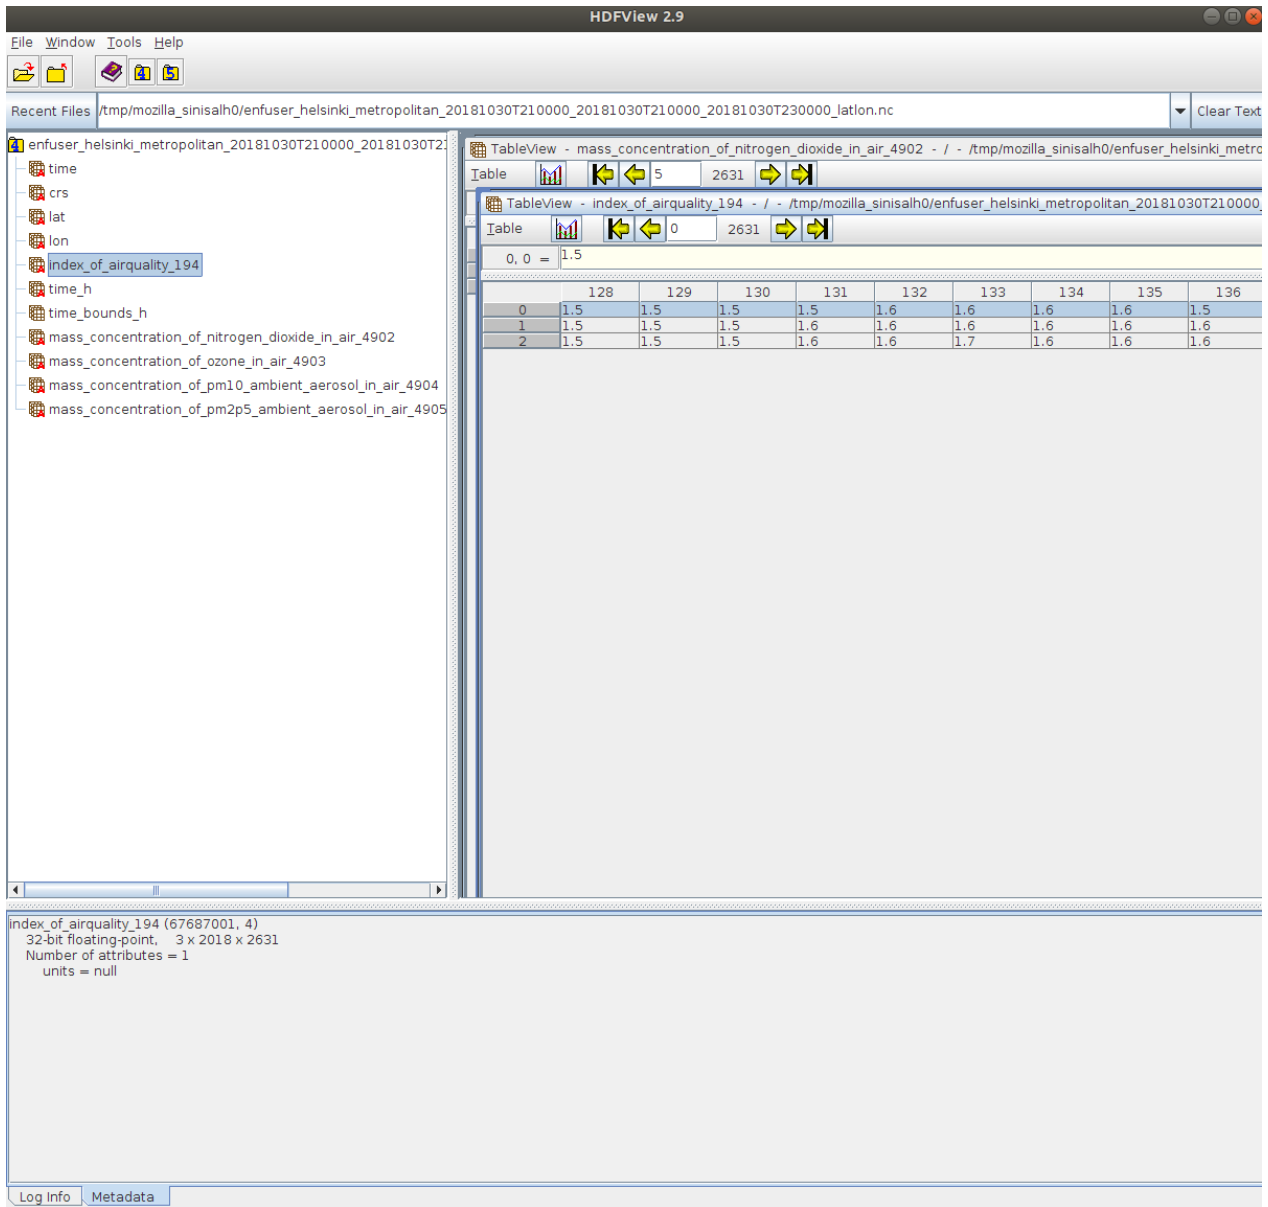 HDFView 2.9
File Window Tools Help
4 5
Recent Files /tmp/mozilla_sinisalh0/enfuser_helsinki_metropolitan_20181030T210000_20181030T210000_20181030T230000_latlon.nc Clear Text
4 enfuser_helsinki_metropolitan_20181030T210000_20181030T2
time
crs
lat
lon
index_of_airquality_194
time_h
time_bounds_h
mass_concentration_of_nitrogen_dioxide_in_air_4902
mass_concentration_of_ozone_in_air_4903
mass_concentration_of_pm10_ambient_aerosol_in_air_4904
mass_concentration_of_pm2p5_ambient_aerosol_in_air_4905
TableView - mass_concentration_of_nitrogen_dioxide_in_air_4902 - / - /tmp/mozilla_sinisalh0/enfuser_helsinki_metro
Table 5 2631
TableView - index_of_airquality_194 - / - /tmp/mozilla_sinisalh0/enfuser_helsinki_metropolitan_20181030T210000_
Table 0 2631
0, 0 = 1.5
128 129 130 131 132 133 134 135 136
0 1.5 1.5 1.5 1.5 1.6 1.6 1.6 1.6 1.5
1 1.5 1.5 1.5 1.6 1.6 1.6 1.6 1.6 1.6
2 1.5 1.5 1.5 1.6 1.6 1.7 1.6 1.6 1.6
index_of_airquality_194 (67687001, 4)
32-bit floating-point, 3 x 2018 x 2631
Number of attributes = 1
units = null
Log Info Metadata